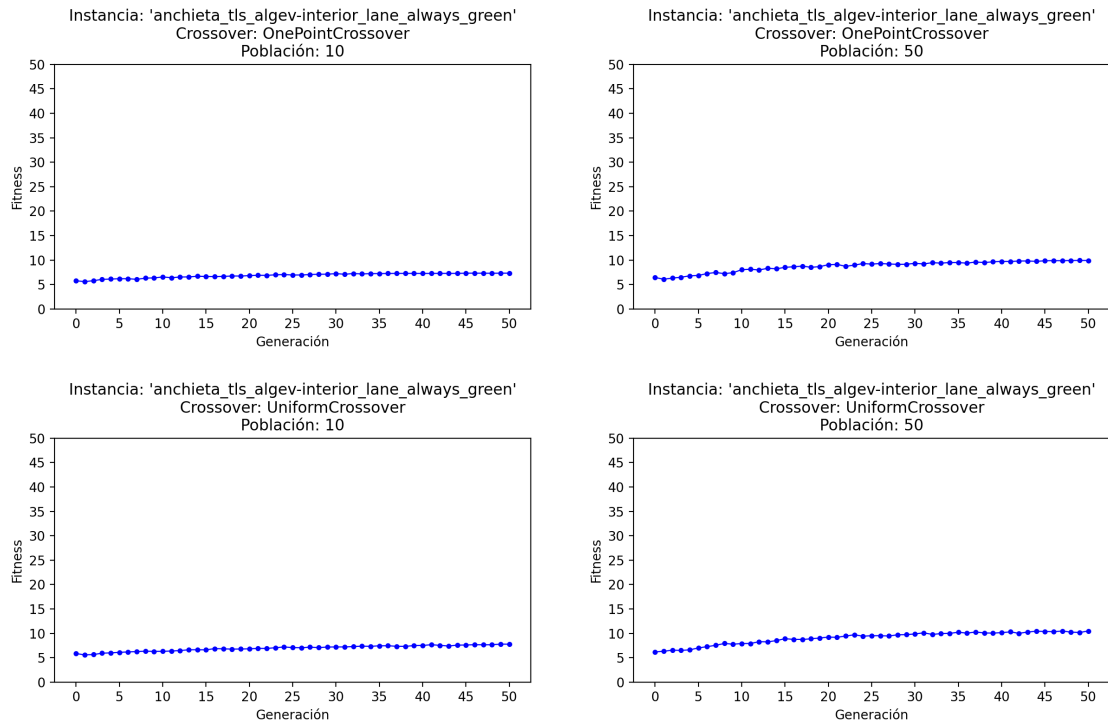 Instancia: 'anchieta_tls_algev-interior_lane_always_green'
Crossover: OnePointCrossover
Población: 10
50
45
40
35
30
25
20
15
10
5
0
Fitness
0 5 10 15 20 25 30 35 40 45 50
Generación
Instancia: 'anchieta_tls_algev-interior_lane_always_green'
Crossover: OnePointCrossover
Población: 50
50
45
40
35
30
25
20
15
10
5
0
Fitness
0 5 10 15 20 25 30 35 40 45 50
Generación
Instancia: 'anchieta_tls_algev-interior_lane_always_green'
Crossover: UniformCrossover
Población: 10
50
45
40
35
30
25
20
15
10
5
0
Fitness
0 5 10 15 20 25 30 35 40 45 50
Generación
Instancia: 'anchieta_tls_algev-interior_lane_always_green'
Crossover: UniformCrossover
Población: 50
50
45
40
35
30
25
20
15
10
5
0
Fitness
0 5 10 15 20 25 30 35 40 45 50
Generación